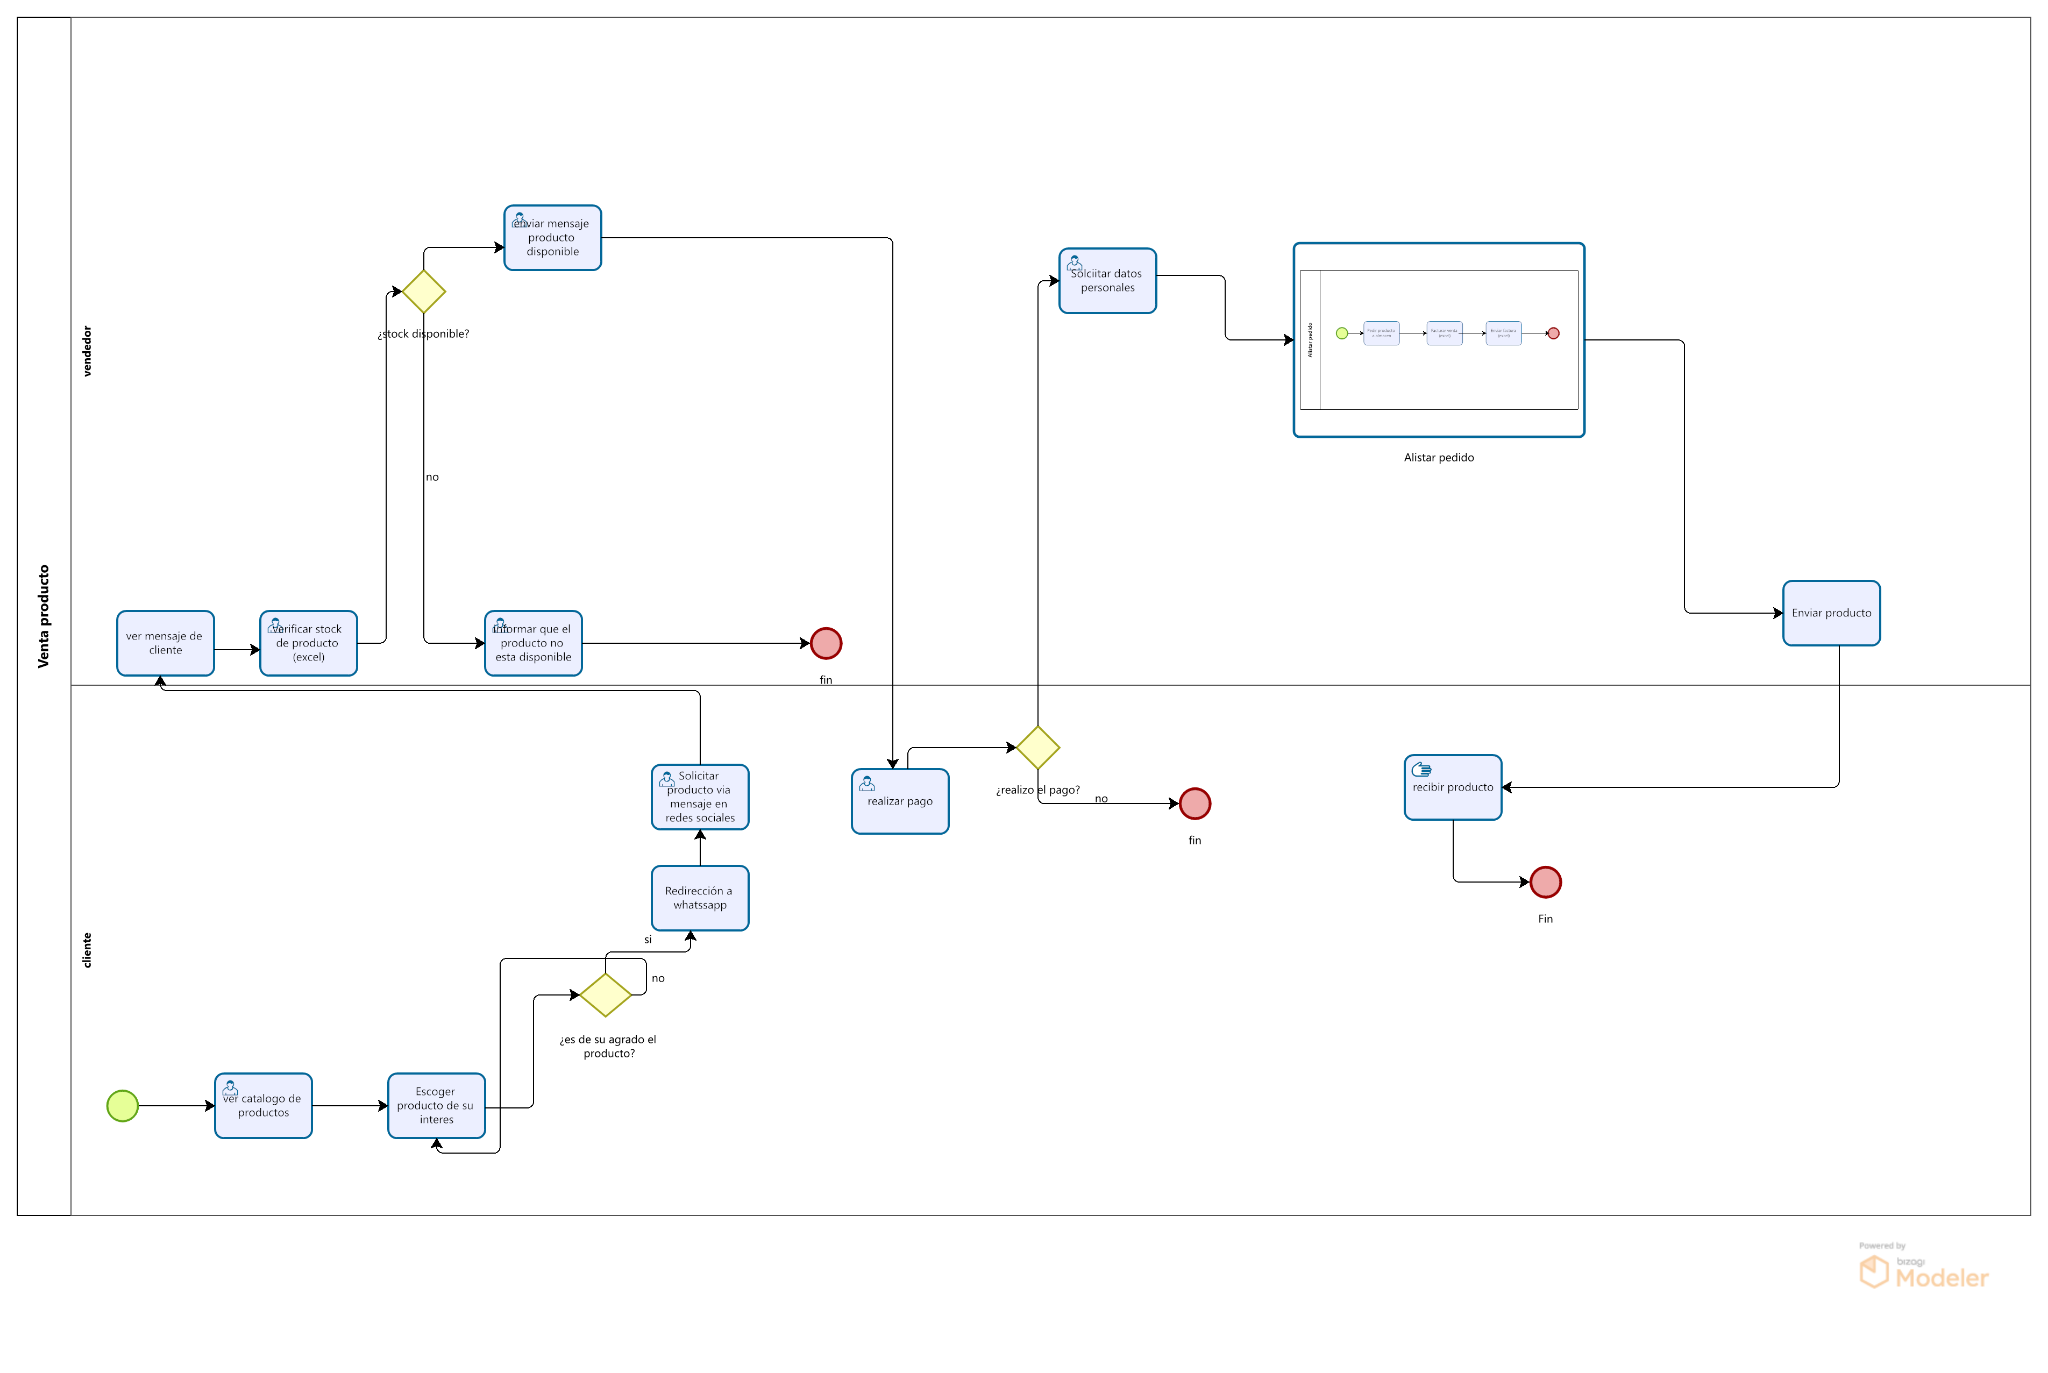 Venta producto
vendedor
enviar mensaje
producto
disponible
¿stock disponible?
no
ver mensaje de
cliente
verificar stock
de producto
(excel)
informar que el
producto no
esta disponible
fin
Solciitar datos
personales
Alistar pedido
Alistar pedido
Enviar producto
cliente
Solicitar
producto via
mensaje en
redes sociales
Redirección a
whatssapp
si
no
¿es de su agrado el
producto?
ver catalogo de
productos
Escoger
producto de su
interes
realizar pago
¿realizo el pago?
no
fin
recibir producto
Fin
Powered by
bizagi
Modeler